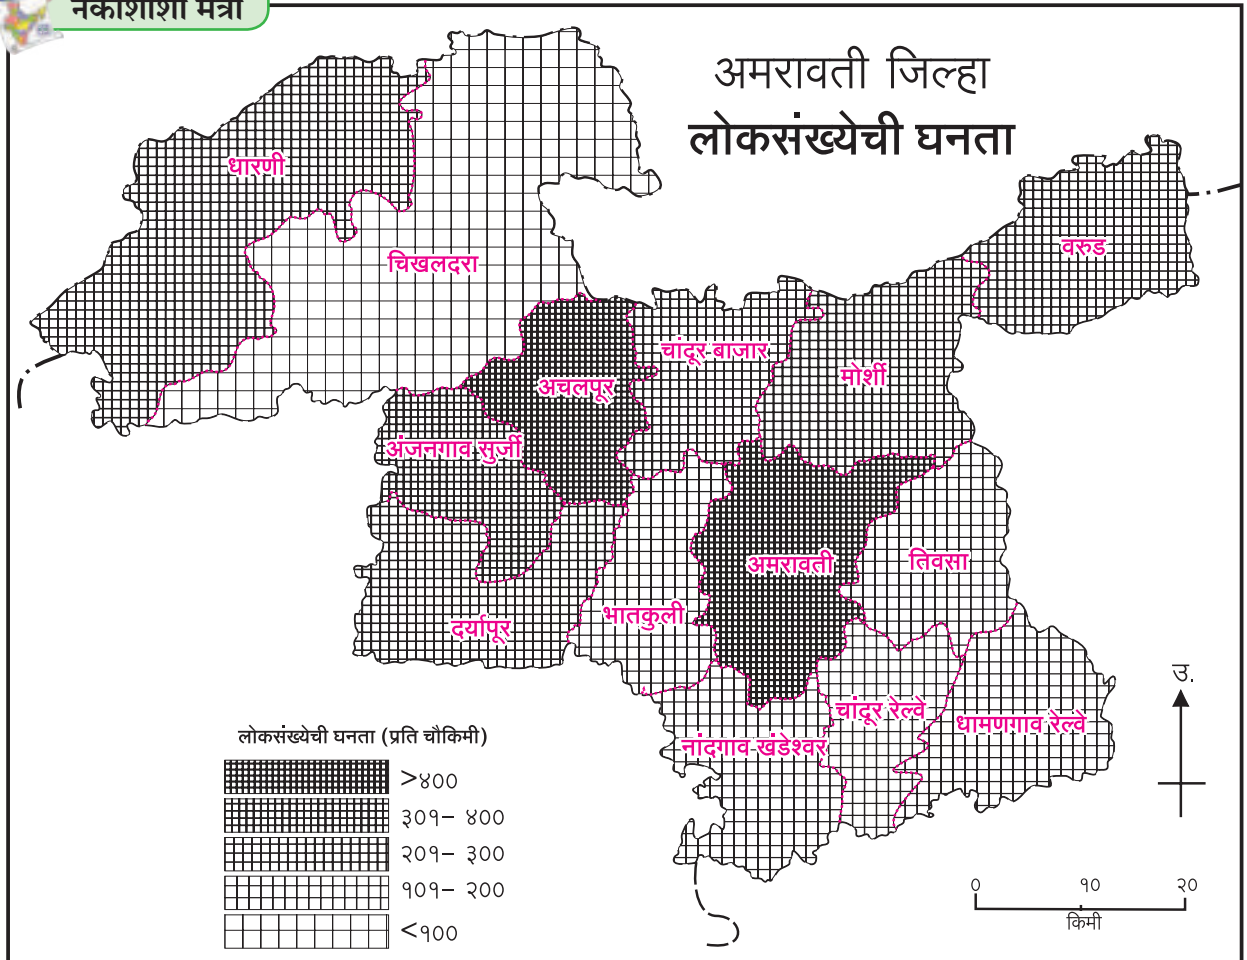 नकाशाशी मैत्री
अमरावती जिल्हा
लोकसंख्येची घनता
धारणी
वरुड
चिखलदरा
चांदूर बाजार
मोर्शी
अचलपूर
अंजनगाव सुर्जी
अमरावती
तिवसा
भातकुली
दर्यापूर
उ.
चांदूर रेल्वे
धामणगाव रेल्वे
नांदगाव खंडेश्वर
लोकसंख्येची घनता (प्रति चौकिमी)
>४००
३०१– ४००
२०१– ३००
१०१– २००
<१००
० १० २०
किमी